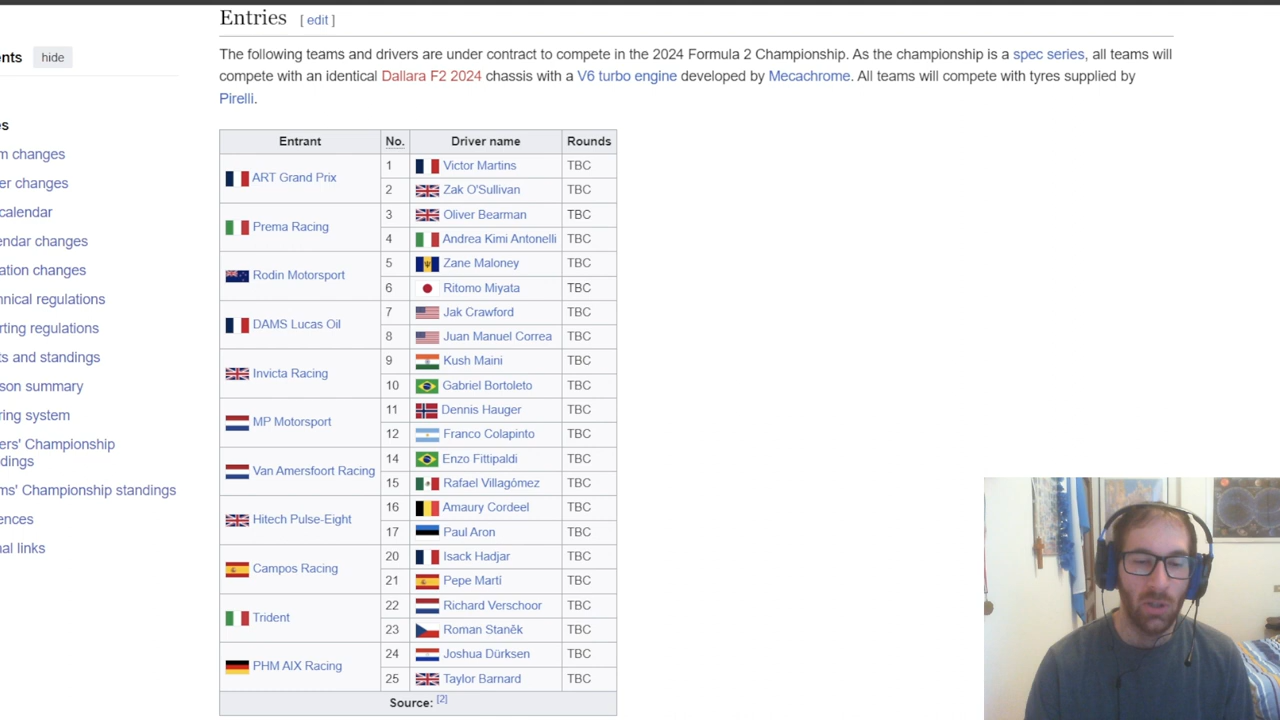 Entries [ edit ]
The following teams and drivers are under contract to compete in the 2024 Formula 2 Championship. As the championship is a spec series, all teams will
compete with an identical Dallara F2 2024 chassis with a V6 turbo engine developed by Mecachrome. All teams will compete with tyres supplied by
Pirelli.
nts hide
s
m changes
er changes
calendar
endar changes
ation changes
hnical regulations
rting regulations
ts and standings
son summary
ring system
ers' Championship
dings
ms' Championship standings
ences
nal links
Entrant No. Driver name Rounds
ART Grand Prix 1 Victor Martins TBC
2 Zak O'Sullivan TBC
Prema Racing 3 Oliver Bearman TBC
4 Andrea Kimi Antonelli TBC
Rodin Motorsport 5 Zane Maloney TBC
6 Ritomo Miyata TBC
DAMS Lucas Oil 7 Jak Crawford TBC
8 Juan Manuel Correa TBC
Invicta Racing 9 Kush Maini TBC
10 Gabriel Bortoleto TBC
MP Motorsport 11 Dennis Hauger TBC
12 Franco Colapinto TBC
Van Amersfoort Racing 14 Enzo Fittipaldi TBC
15 Rafael Villagómez TBC
Hitech Pulse-Eight 16 Amaury Cordeel TBC
17 Paul Aron TBC
Campos Racing 20 Isack Hadjar TBC
21 Pepe Martí TBC
Trident 22 Richard Verschoor TBC
23 Roman Staněk TBC
PHM AIX Racing 24 Joshua Dürksen TBC
25 Taylor Barnard TBC
Source: [2]